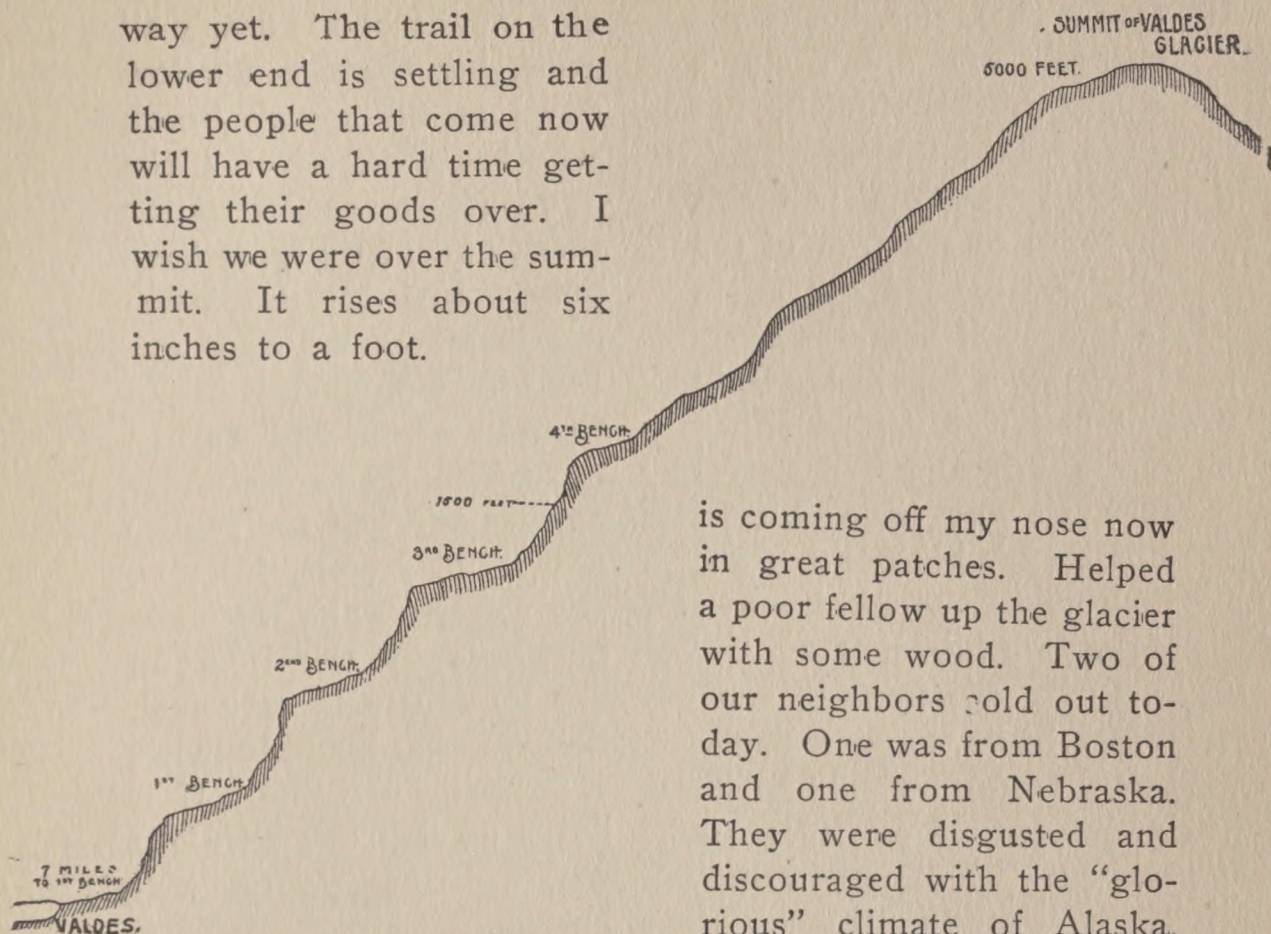 way yet. The trail on the
lower end is settling and
the people that come now
will have a hard time get-
ting their goods over. I
wish we were over the sum-
mit. It rises about six
inches to a foot.
SUMMIT OF VALDES
GLACIER
5000 FEET.
4TH BENCH.
1500 FEET
3RD BENCH.
2END BENCH.
1ST BENCH.
7 MILES
TO 1ST BENCH
VALDES.
is coming off my nose now
in great patches. Helped
a poor fellow up the glacier
with some wood. Two of
our neighbors sold out to-
day. One was from Boston
and one from Nebraska.
They were disgusted and
discouraged with the “glo-
rious” climate of Alaska.